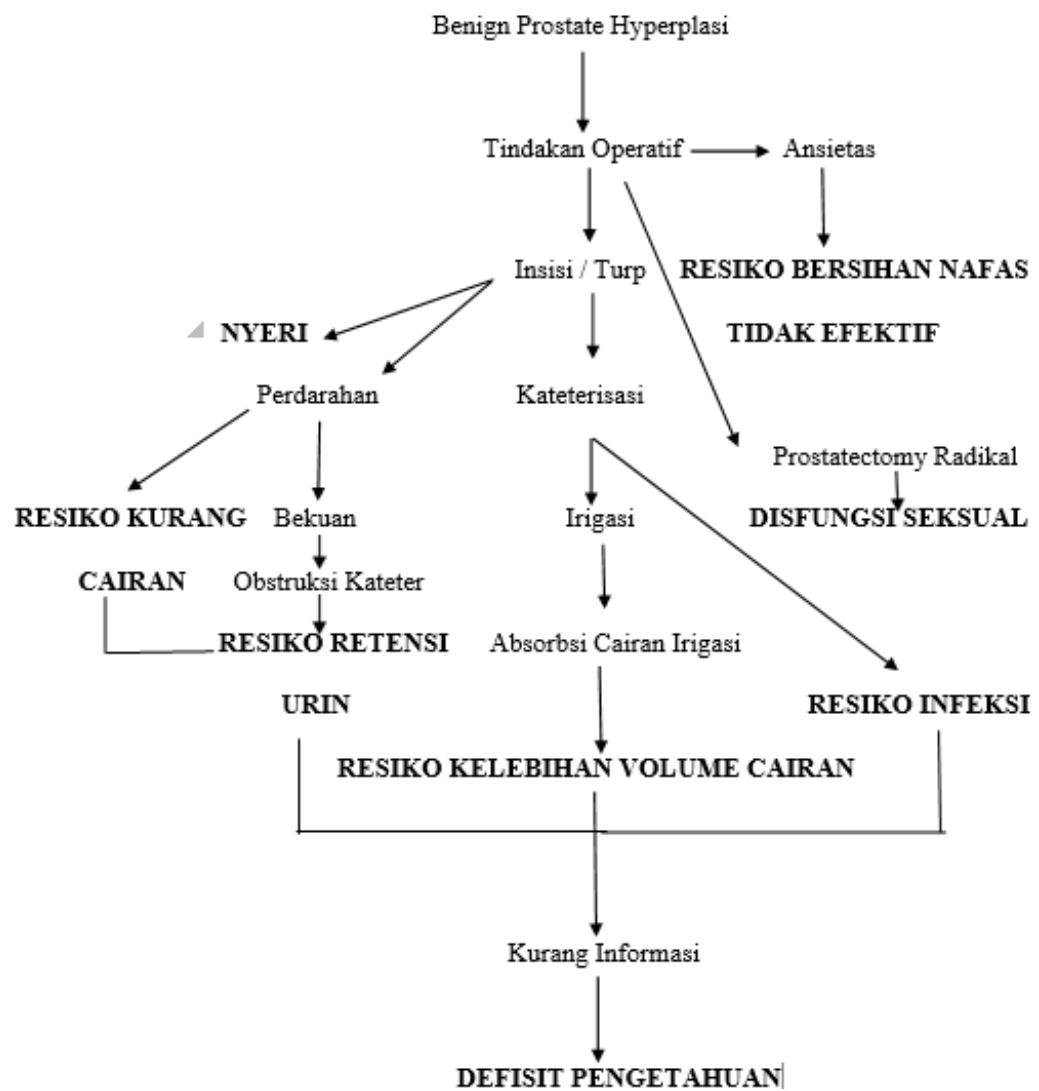 Benign Prostate Hyperplasi
Tindakan Operatif
Ansietas
Insisi / Turp
RESIKO BERSIHAN NAFAS
TIDAK EFEKTIF
NYERI
Perdarahan
Kateterisasi
Prostatectomy Radikal
RESIKO KURANG
CAIRAN
Bekuan
Irigasi
DISFUNGSI SEKSUAL
Obstruksi Kateter
RESIKO RETENSI
URIN
Absorbsi Cairan Irigasi
RESIKO INFEKSI
RESIKO KELEBIHAN VOLUME CAIRAN
Kurang Informasi
DEFISIT PENGETAHUAN